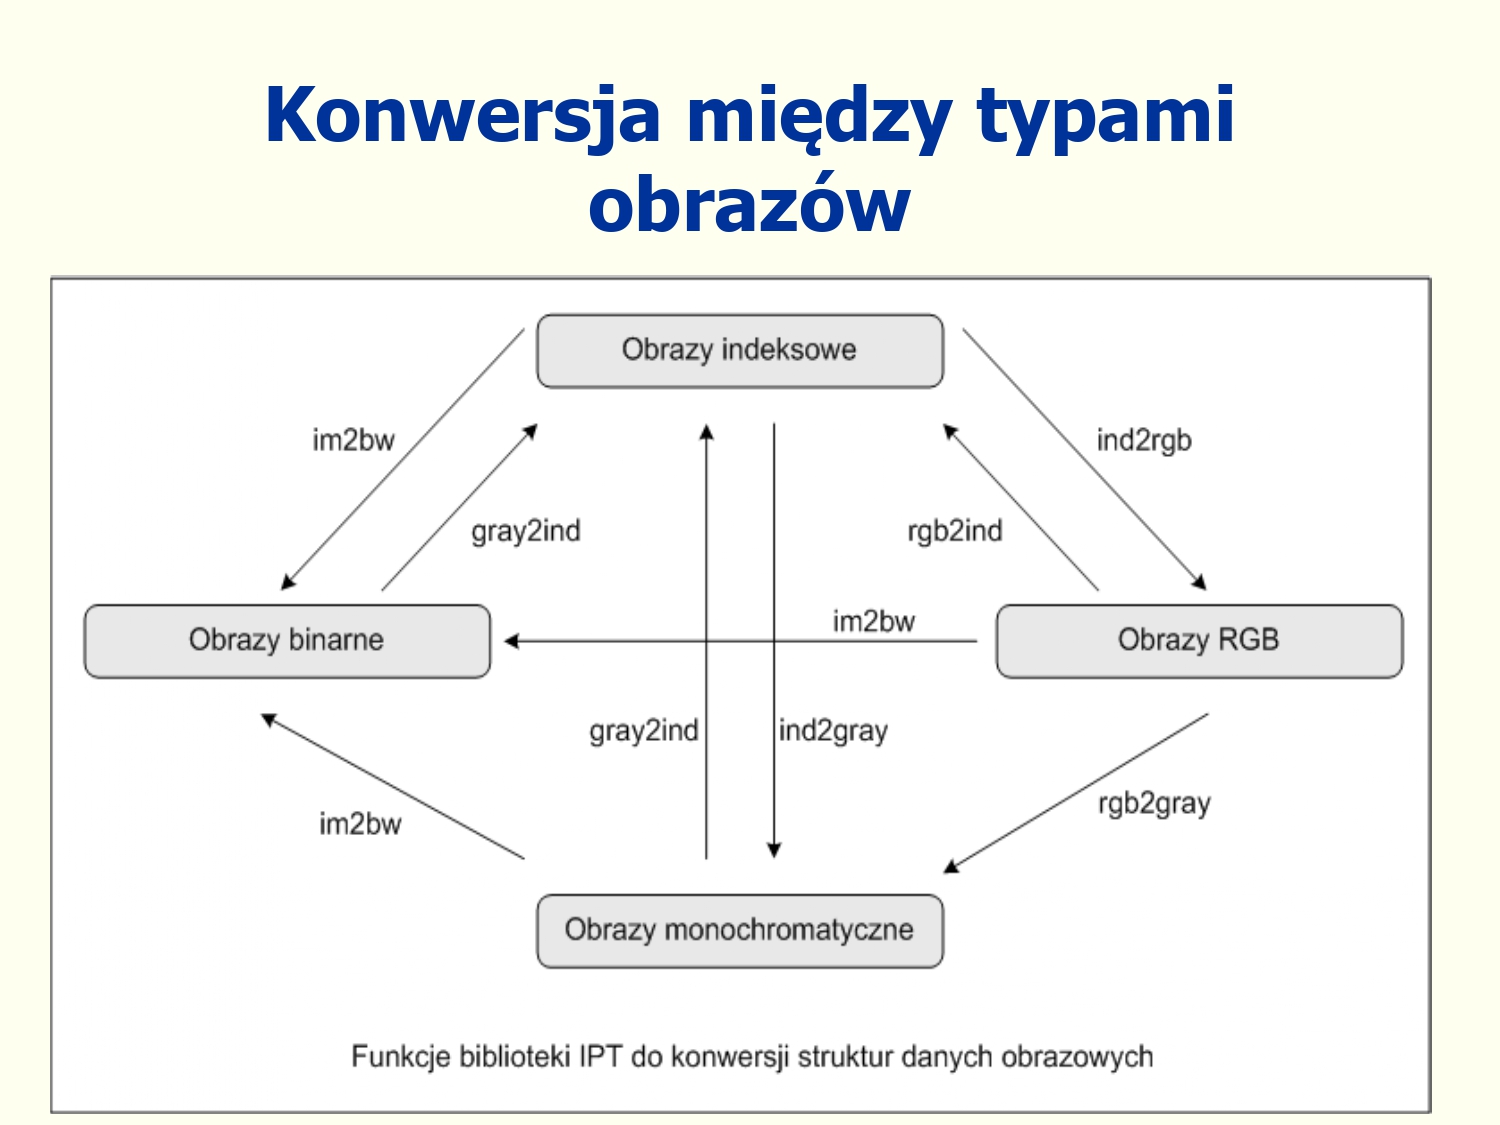 Konwersja między typami
obrazów
Obrazy indeksowe
im2bw
ind2rgb
gray2ind
rgb2ind
im2bw
Obrazy binarne
Obrazy RGB
gray2ind
ind2gray
rgb2gray
im2bw
Obrazy monochromatyczne
Funkcje biblioteki IPT do konwersji struktur danych obrazowych